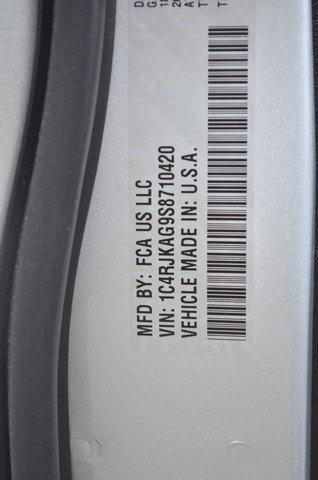 MFD BY: FCA US LLC
VIN: 1C4RJKAG9S8710420
VEHICLE MADE IN: U.S.A.